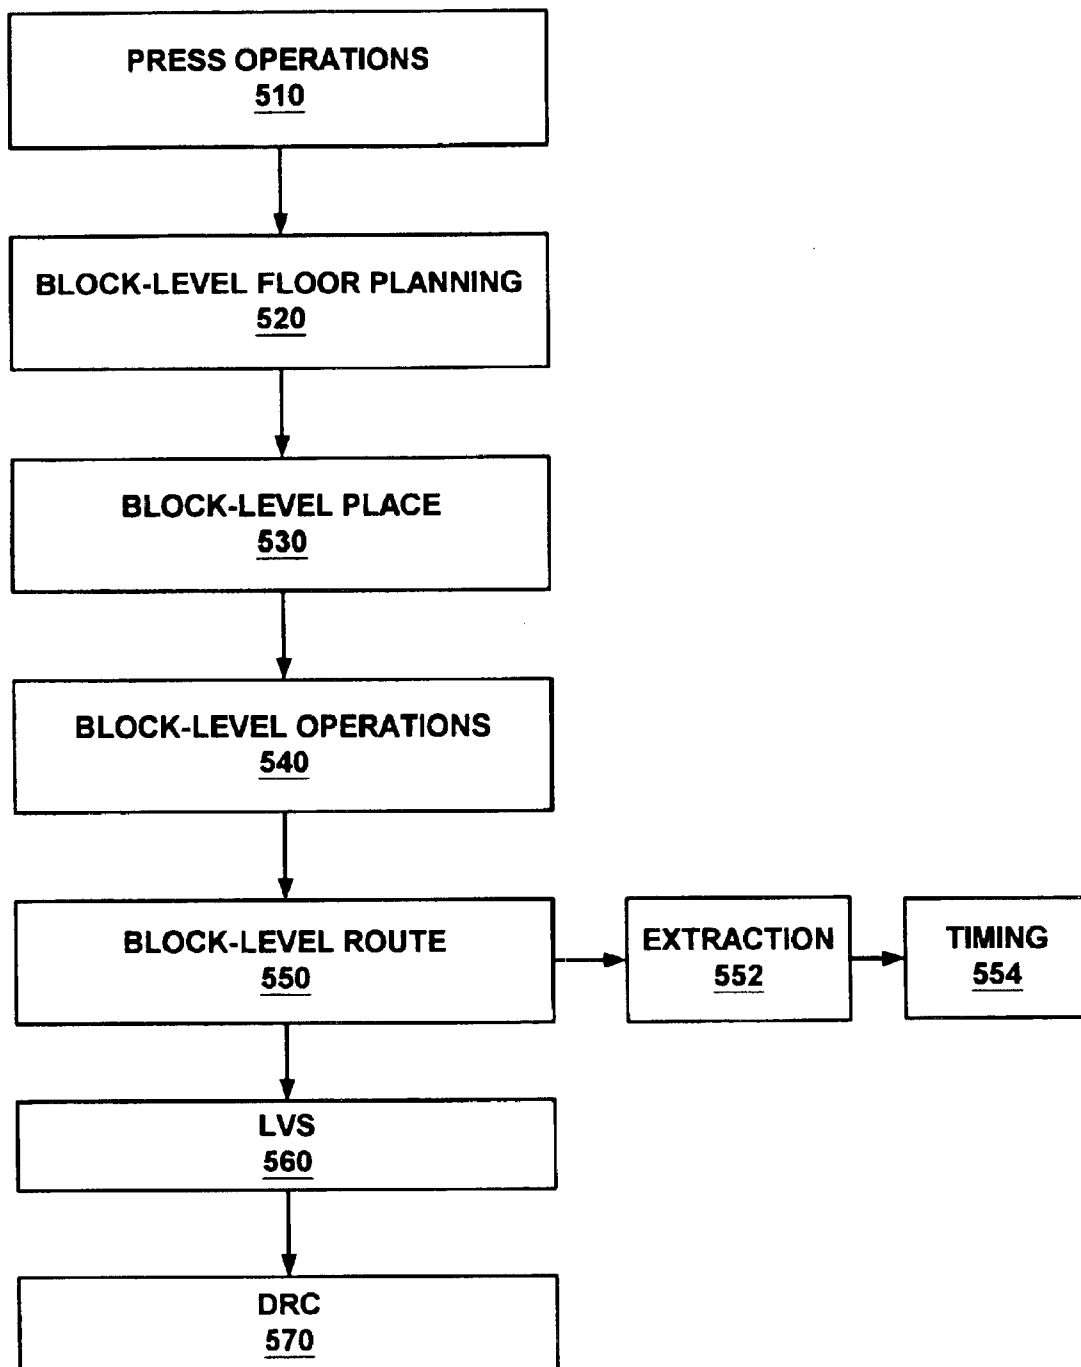 PRESS OPERATIONS
510
BLOCK-LEVEL FLOOR PLANNING
520
BLOCK-LEVEL PLACE
530
BLOCK-LEVEL OPERATIONS
540
BLOCK-LEVEL ROUTE
550
EXTRACTION
552
TIMING
554
LVS
560
DRC
570